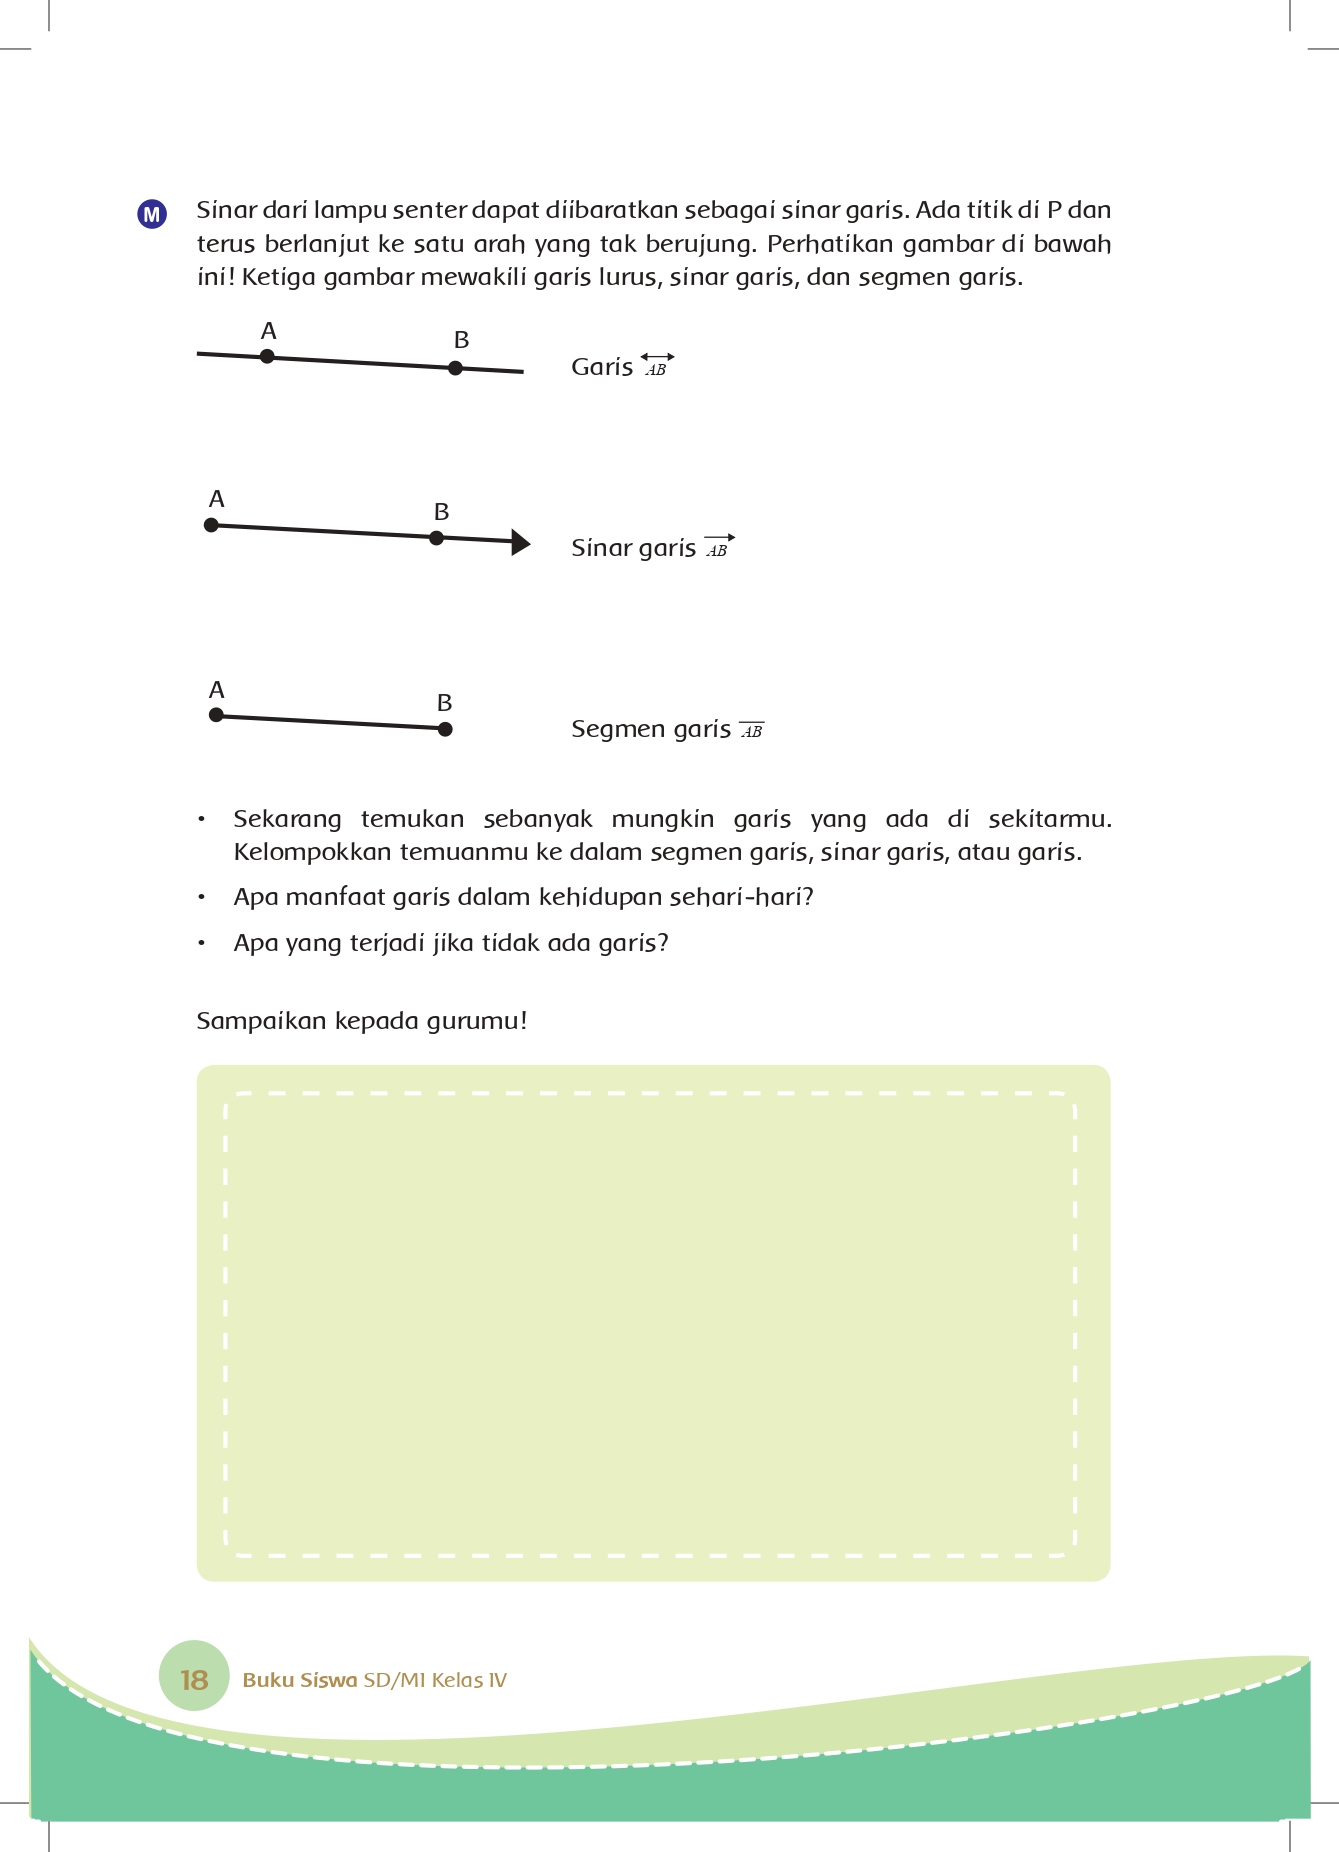 M Sinar dari lampu senter dapat diibaratkan sebagai sinar garis. Ada titik di P dan
terus berlanjut ke satu arah yang tak berujung. Perhatikan gambar di bawah
ini! Ketiga gambar mewakili garis lurus, sinar garis, dan segmen garis.
A
B
Garis AB
A
B
Sinar garis AB
A
B
Segmen garis AB
• Sekarang temukan sebanyak mungkin garis yang ada di sekitarmu.
Kelompokkan temuanmu ke dalam segmen garis, sinar garis, atau garis.
• Apa manfaat garis dalam kehidupan sehari-hari?
• Apa yang terjadi jika tidak ada garis?
Sampaikan kepada gurumu!
18 Buku Siswa SD/MI Kelas IV